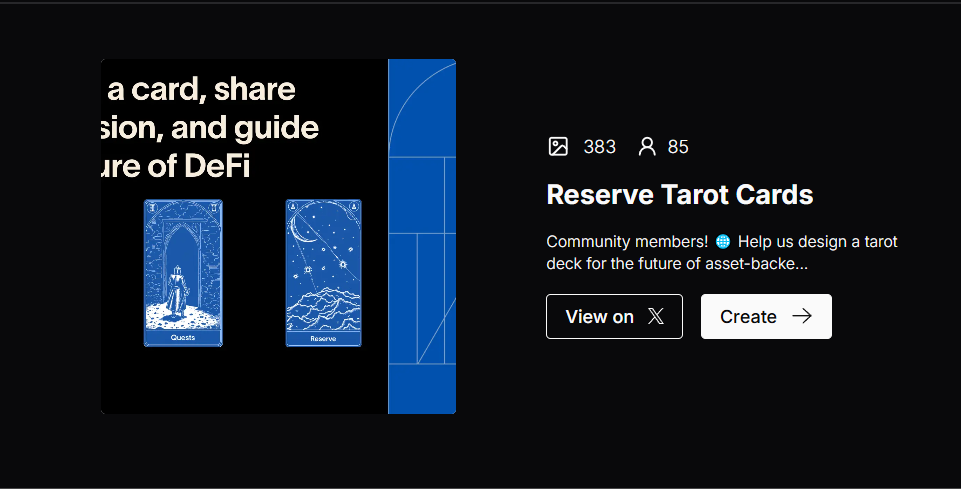 a card, share
sion, and guide
ure of DeFi
Quests
Reserve
383 85
Reserve Tarot Cards
Community members! 🌐 Help us design a tarot
deck for the future of asset-backe...
View on X
Create →